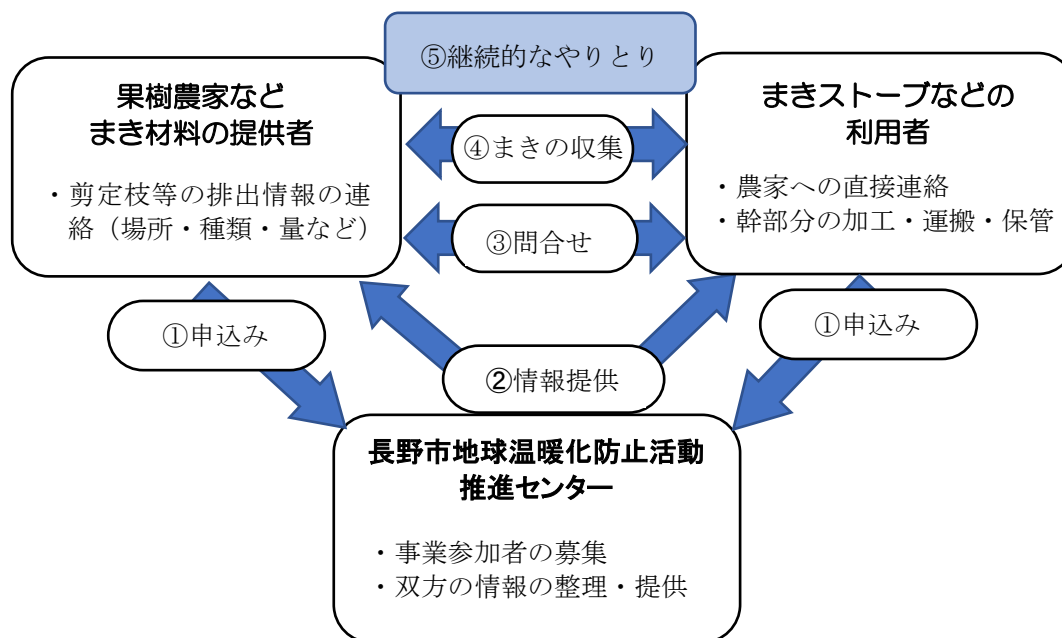 ⑤継続的なやりとり
果樹農家など
まき材料の提供者
・剪定枝等の排出情報の連
絡（場所・種類・量など）
まきストーブなどの
利用者
・農家への直接連絡
・幹部分の加工・運搬・保管
④まきの収集
③問合せ
①申込み
①申込み
②情報提供
長野市地球温暖化防止活動
推進センター
・事業参加者の募集
・双方の情報の整理・提供